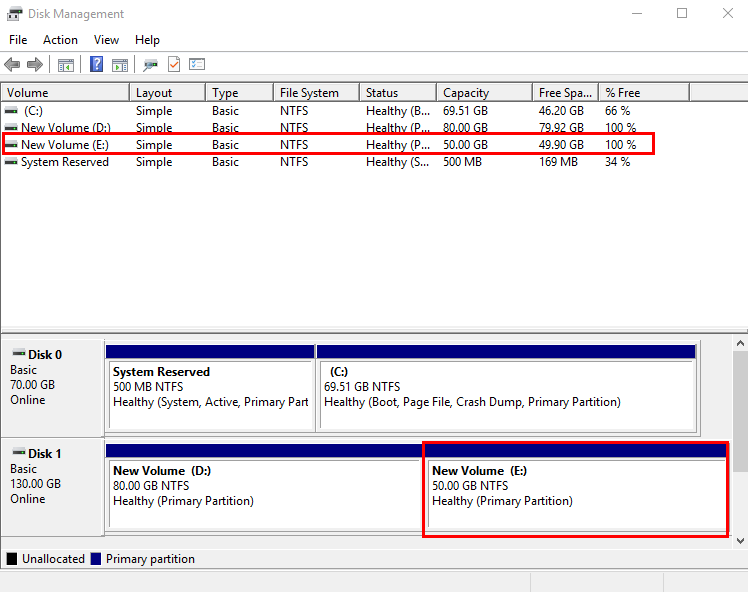 Disk Management
File Action View Help
Volume Layout Type File System Status Capacity Free Spa... % Free
(C:) Simple Basic NTFS Healthy (B... 69.51 GB 46.20 GB 66 %
New Volume (D:) Simple Basic NTFS Healthy (P... 80.00 GB 79.92 GB 100 %
New Volume (E:) Simple Basic NTFS Healthy (P... 50.00 GB 49.90 GB 100 %
System Reserved Simple Basic NTFS Healthy (S... 500 MB 169 MB 34 %
Disk 0
Basic
70.00 GB
Online
System Reserved
500 MB NTFS
Healthy (System, Active, Primary Part
(C:)
69.51 GB NTFS
Healthy (Boot, Page File, Crash Dump, Primary Partition)
Disk 1
Basic
130.00 GB
Online
New Volume (D:)
80.00 GB NTFS
Healthy (Primary Partition)
New Volume (E:)
50.00 GB NTFS
Healthy (Primary Partition)
Unallocated Primary partition